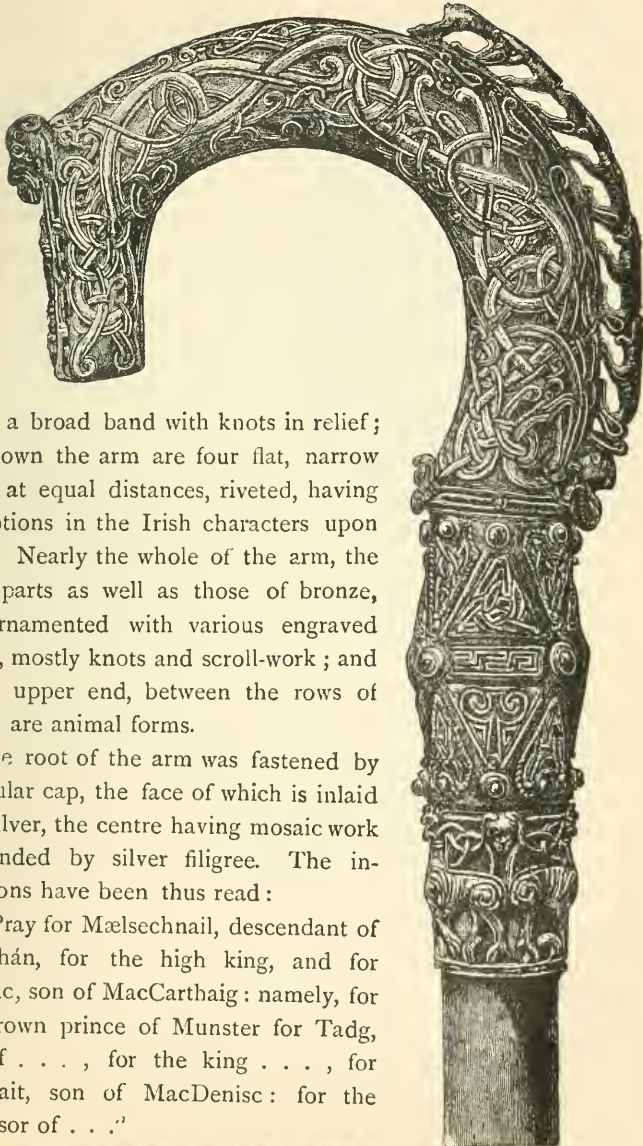 a broad band with knots in relief;
own the arm are four flat, narrow
at equal distances, riveted, having
tions in the Irish characters upon
Nearly the whole of the arm, the
parts as well as those of bronze,
rnamented with various engraved
, mostly knots and scroll-work ; and
upper end, between the rows of
are animal forms.
e root of the arm was fastened by
ular cap, the face of which is inlaid
lver, the centre having mosaic work
nded by silver filigree. The in-
ons have been thus read :
Pray for Mælsechnail, descendant of
hán, for the high king, and for
c, son of MacCarthaig : namely, for
rown prince of Munster for Tadg,
f . . . , for the king . . . , for
ait, son of MacDenisc : for the
sor of . . ."